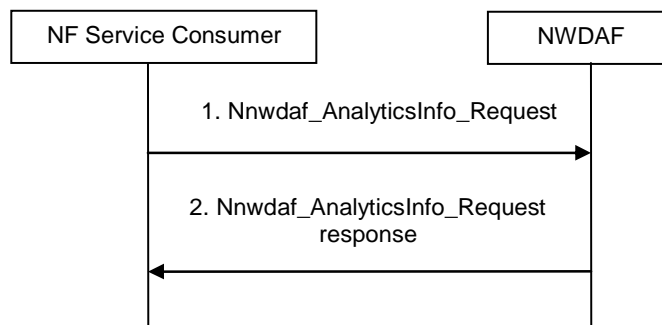 NF Service Consumer
NWDAF
1. Nnwdaf_AnalyticsInfo_Request
2. Nnwdaf_AnalyticsInfo_Request
response